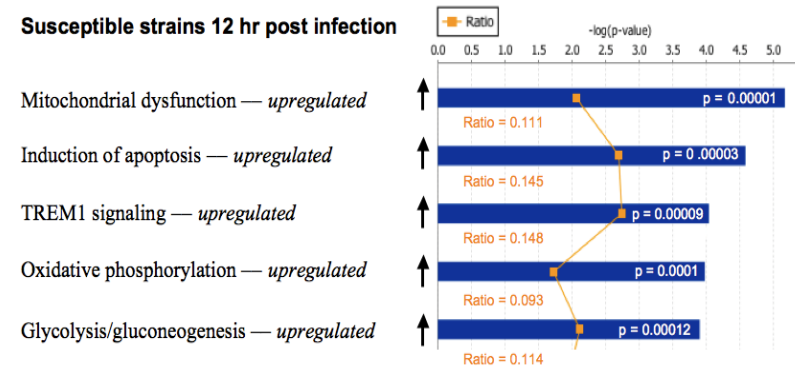 Susceptible strains 12 hr post infection
Ratio
-log(p-value)
0.0 0.5 1.0 1.5 2.0 2.5 3.0 3.5 4.0 4.5 5.0
Mitochondrial dysfunction — upregulated
p = 0.00001
Ratio = 0.111
Induction of apoptosis — upregulated
p = 0 .00003
Ratio = 0.145
TREM1 signaling — upregulated
p = 0.00009
Ratio = 0.148
Oxidative phosphorylation — upregulated
p = 0.0001
Ratio = 0.093
Glycolysis/gluconeogenesis — upregulated
p = 0.00012
Ratio = 0.114